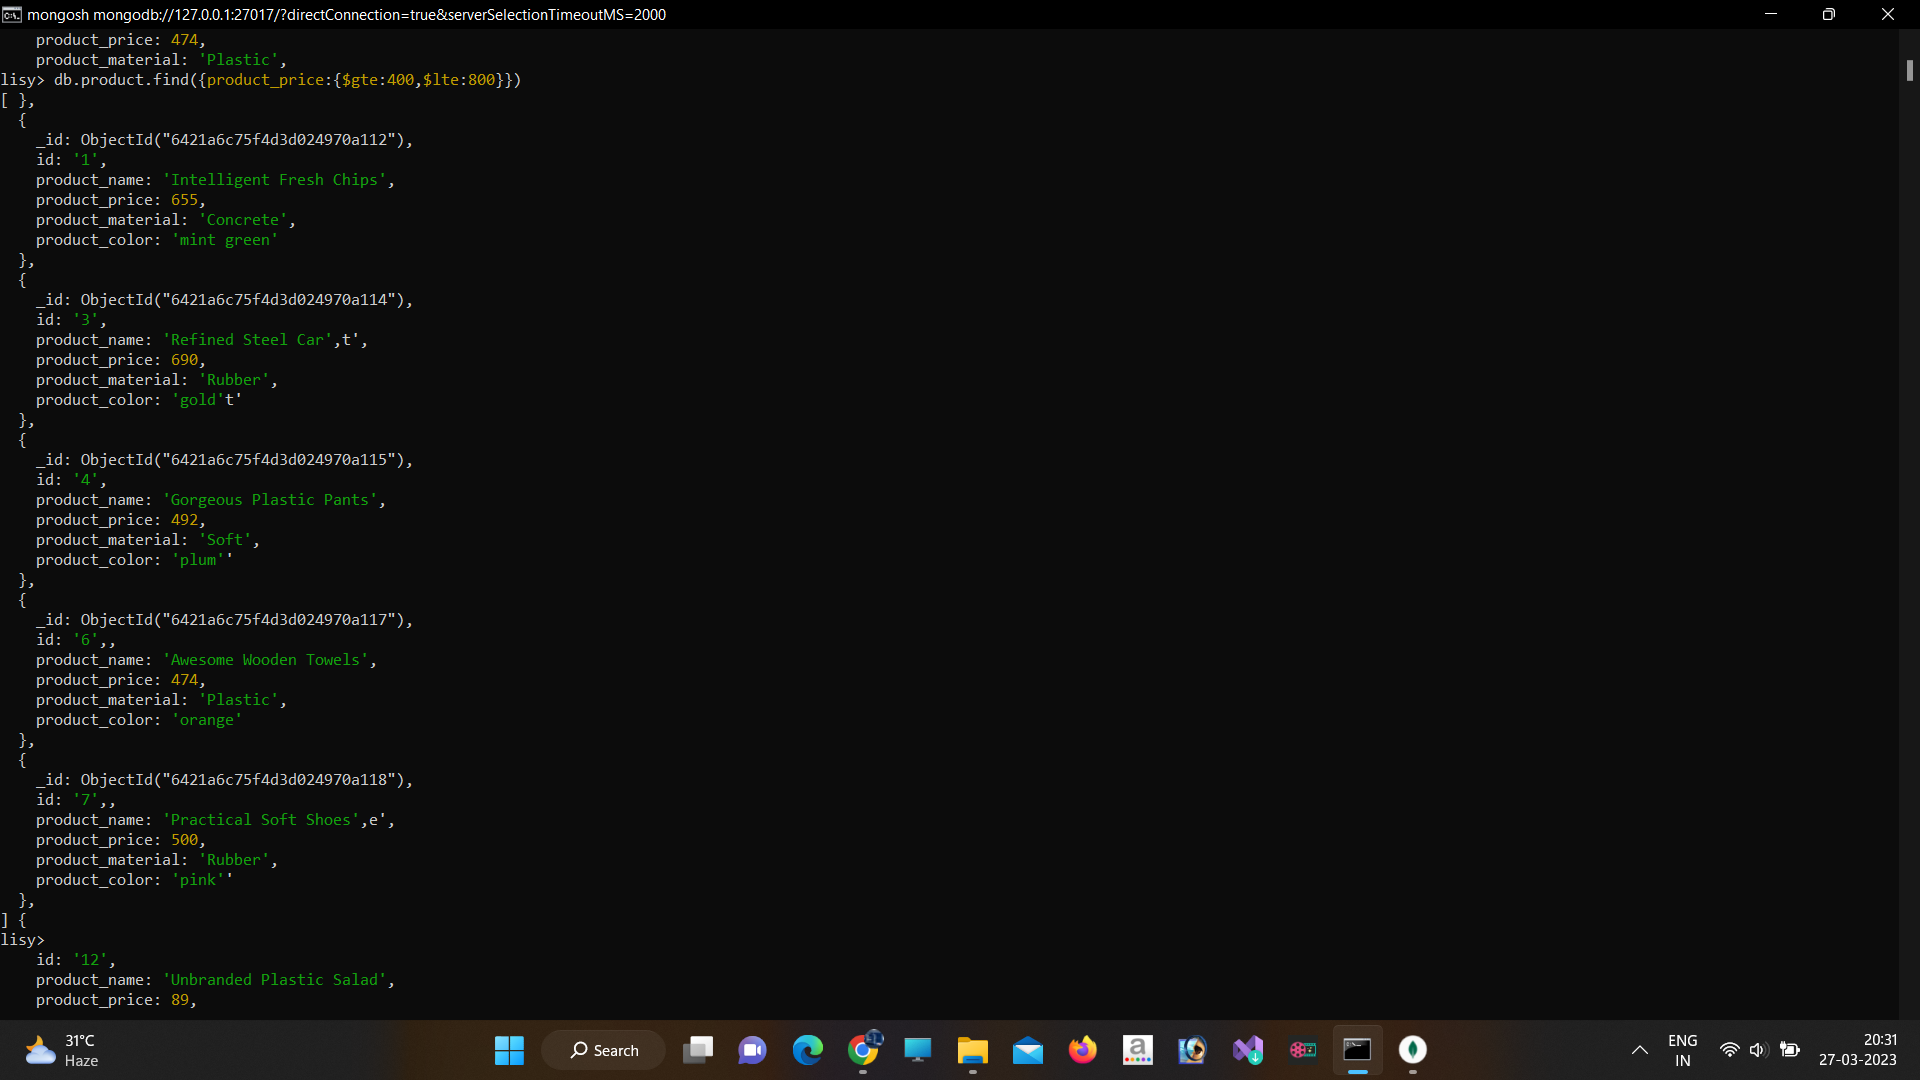 mongosh mongodb://127.0.0.1:27017/?directConnection=true&serverSelectionTimeoutMS=2000
    product_price: 474,
    product_material: 'Plastic',
lisy> db.product.find({product_price:{$gte:400,$lte:800}})
[ },
  {
    _id: ObjectId("6421a6c75f4d3d024970a112"),
    id: '1',
    product_name: 'Intelligent Fresh Chips',
    product_price: 655,
    product_material: 'Concrete',
    product_color: 'mint green'
  },
  {
    _id: ObjectId("6421a6c75f4d3d024970a114"),
    id: '3',
    product_name: 'Refined Steel Car',t',
    product_price: 690,
    product_material: 'Rubber',
    product_color: 'gold't'
  },
  {
    _id: ObjectId("6421a6c75f4d3d024970a115"),
    id: '4',
    product_name: 'Gorgeous Plastic Pants',
    product_price: 492,
    product_material: 'Soft',
    product_color: 'plum''
  },
  {
    _id: ObjectId("6421a6c75f4d3d024970a117"),
    id: '6',,
    product_name: 'Awesome Wooden Towels',
    product_price: 474,
    product_material: 'Plastic',
    product_color: 'orange'
  },
  {
    _id: ObjectId("6421a6c75f4d3d024970a118"),
    id: '7',,
    product_name: 'Practical Soft Shoes',e',
    product_price: 500,
    product_material: 'Rubber',
    product_color: 'pink''
  },
] {
lisy>
    id: '12',
    product_name: 'Unbranded Plastic Salad',
    product_price: 89,
31°C
Haze
Search
a
ENG
IN
20:31
27-03-2023